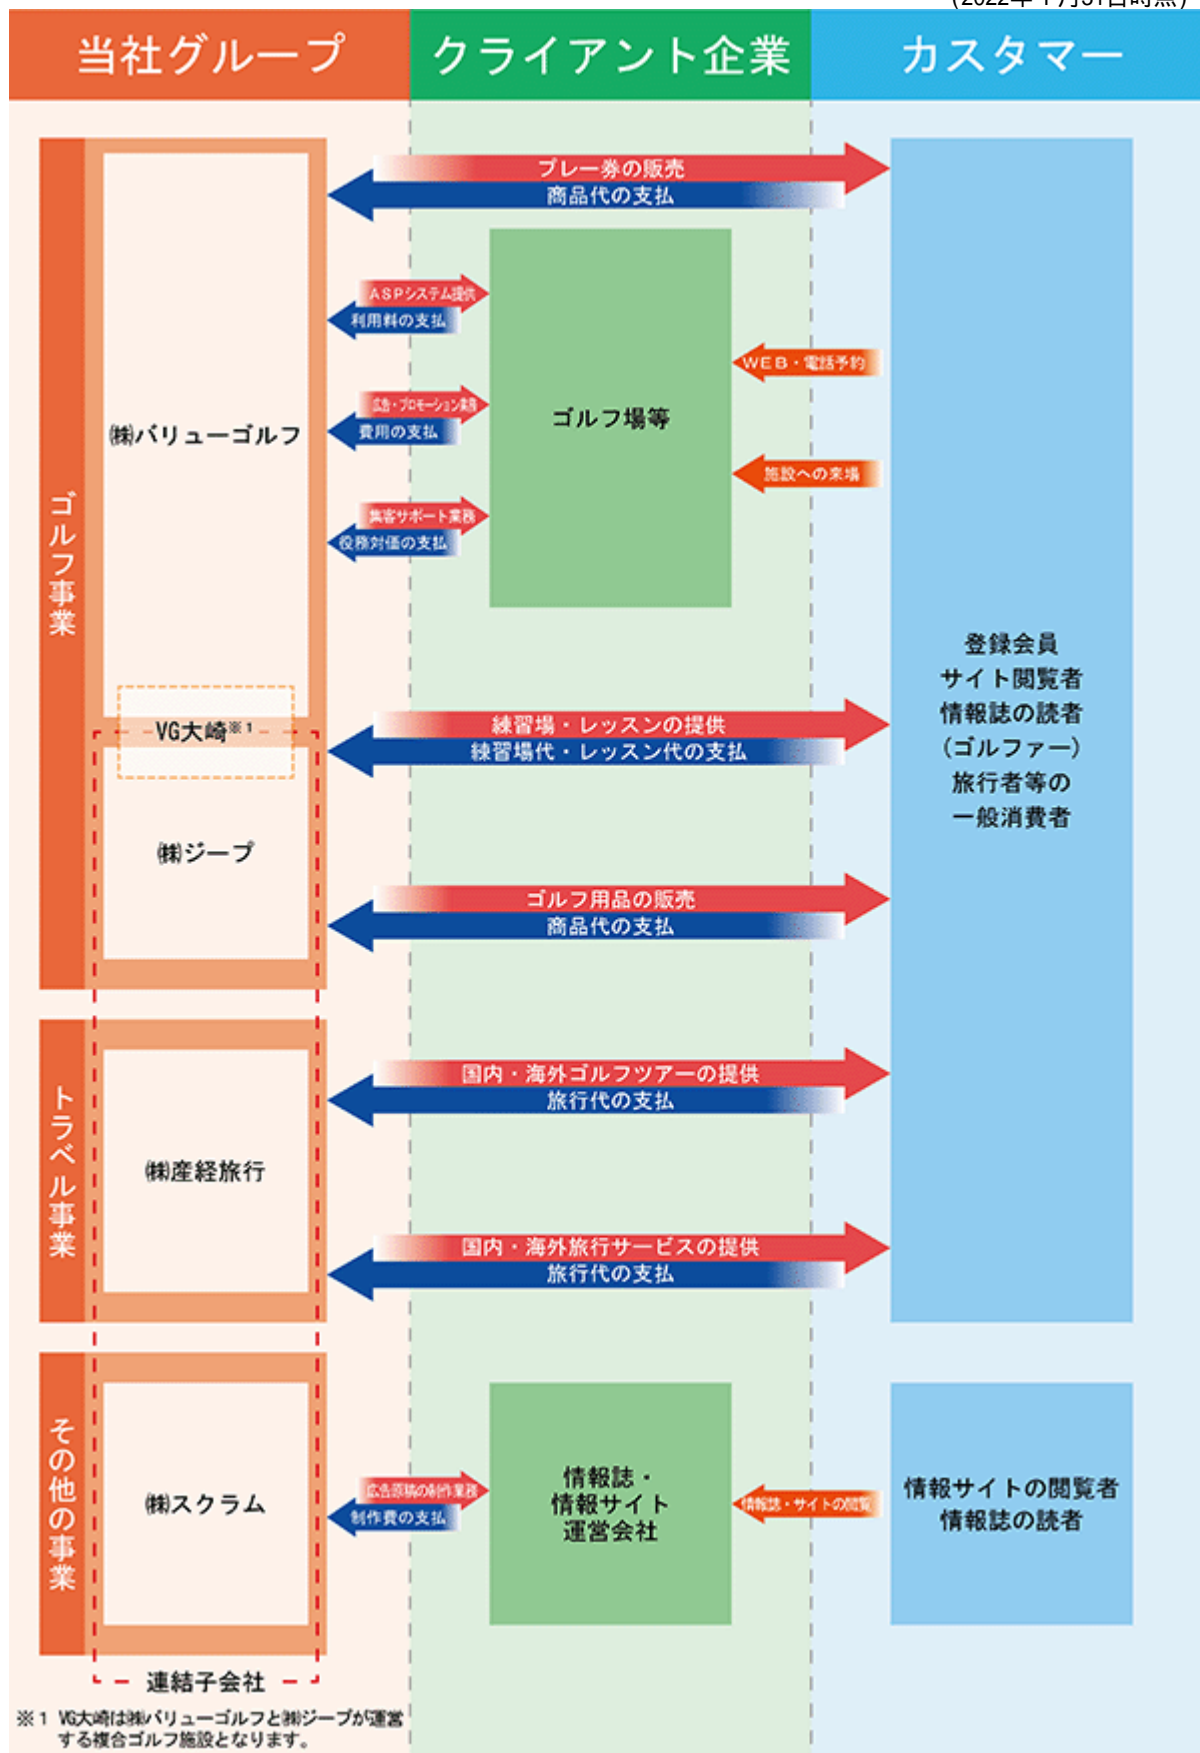 (2022年1月31日時点)
当社グループ
クライアント企業
カスタマー
ゴルフ事業
㈱バリューゴルフ
プレー券の販売
商品代の支払
ASPシステム提供
利用料の支払
広告・プロモーション業務
費用の支払
集客サポート業務
役務対価の支払
ゴルフ場等
WEB・電話予約
施設への来場
VG大崎※1
練習場・レッスンの提供
練習場代・レッスン代の支払
㈱ジープ
ゴルフ用品の販売
商品代の支払
登録会員
サイト閲覧者
情報誌の読者
(ゴルファー)
旅行者等の
一般消費者
トラベル事業
㈱産経旅行
国内・海外ゴルフツアーの提供
旅行代の支払
国内・海外旅行サービスの提供
旅行代の支払
その他の事業
㈱スクラム
広告原稿の制作業務
制作費の支払
情報誌・
情報サイト
運営会社
情報誌・サイトの閲覧
情報サイトの閲覧者
情報誌の読者
連結子会社
※1 VG大崎は㈱バリューゴルフと㈱ジープが運営
する複合ゴルフ施設となります。